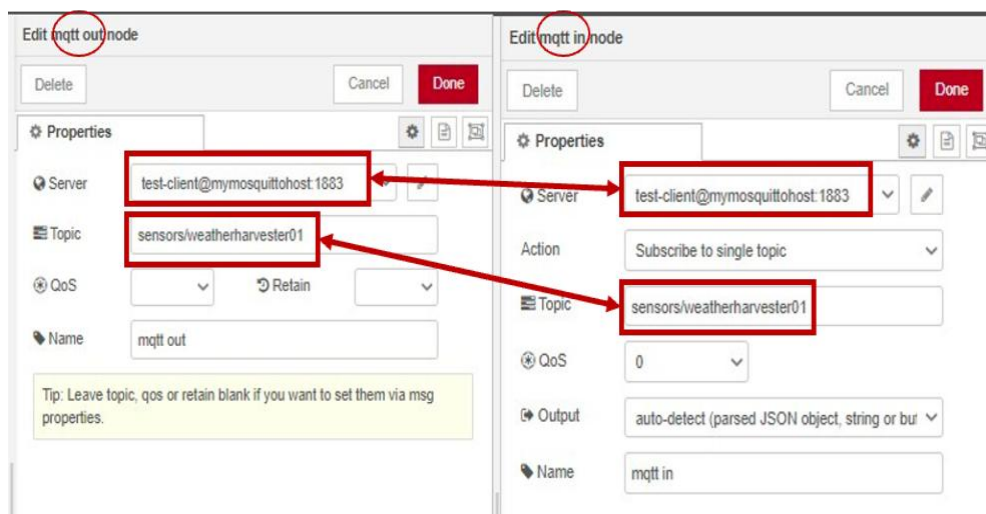 Edit mqtt out node
Delete
Cancel
Done
Properties
Server
test-client@mymosquittohost:1883
Topic
sensors/weatherharvester01
QoS
Retain
Name
mqtt out
Tip: Leave topic, qos or retain blank if you want to set them via msg
properties.
Edit mqtt in node
Delete
Cancel
Done
Properties
Server
test-client@mymosquittohost:1883
Action
Subscribe to single topic
Topic
sensors/weatherharvester01
QoS
0
Output
auto-detect (parsed JSON object, string or buf
Name
mqtt in